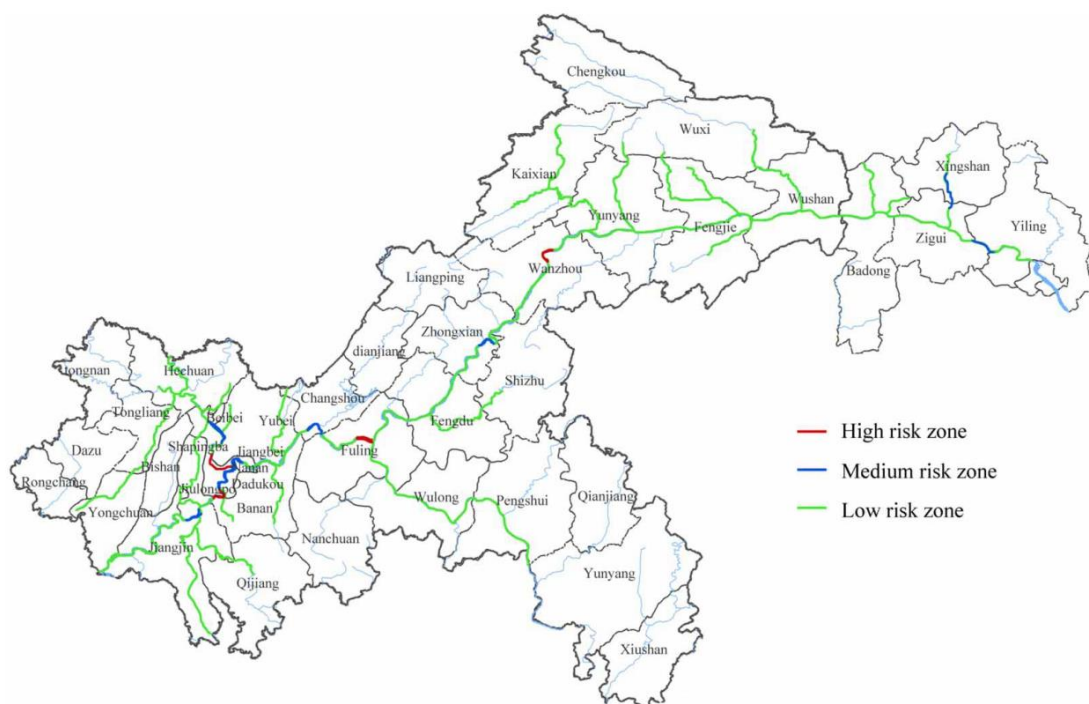 Chengkou
Wuxi
Kaixian
Xingshan
Wushan
Yunyang
Yiling
Fengjie
Zigui
Wanzhou
Badong
Liangping
Zhongxian
dianjiang
Shizhu
Hechuan
tongnan
Changshou
Tongliang
Beibei
Yubei
Fengdu
High risk zone
Dazu
Shapingba
Jiangbei
Fuling
Nanan
Bishan
Medium risk zone
Rongchang
Jiulongpo
Dadukou
Wulong
Pengshui
Qianjiang
Yongchuan
Banan
Low risk zone
Nanchuan
Jiangjin
Qijiang
Yunyang
Xiushan